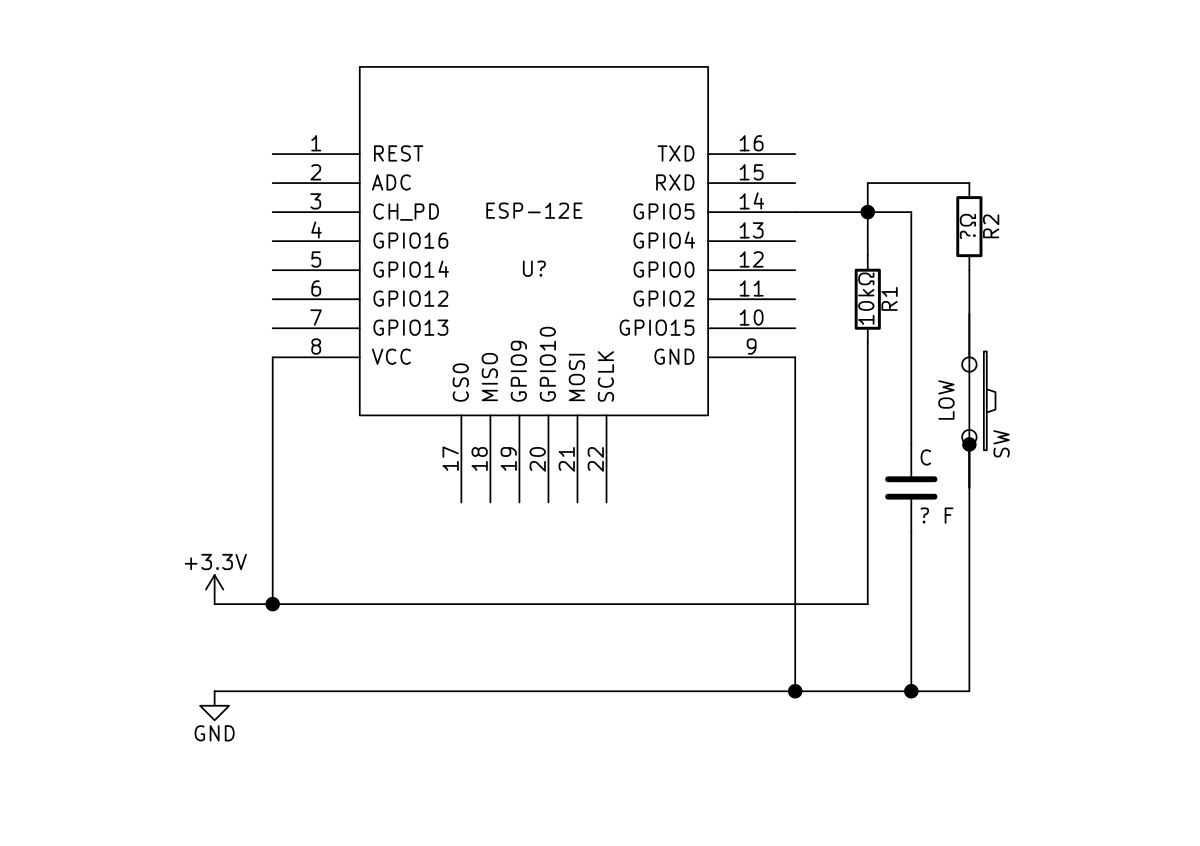 1
REST
2
ADC
3
CH_PD
4
GPIO16
5
GPIO14
6
GPIO12
7
GPIO13
8
VCC
ESP-12E
U?
TXD
16
RXD
15
GPIO5
14
GPIO4
13
GPIO0
12
GPIO2
11
GPIO15
10
GND
9
CS0
MISO
GPIO9
GPIO10
MOSI
SCLK
17
18
19
20
21
22
10kΩ
R1
?Ω
R2
LOW
SW
C
? F
+3.3V
GND